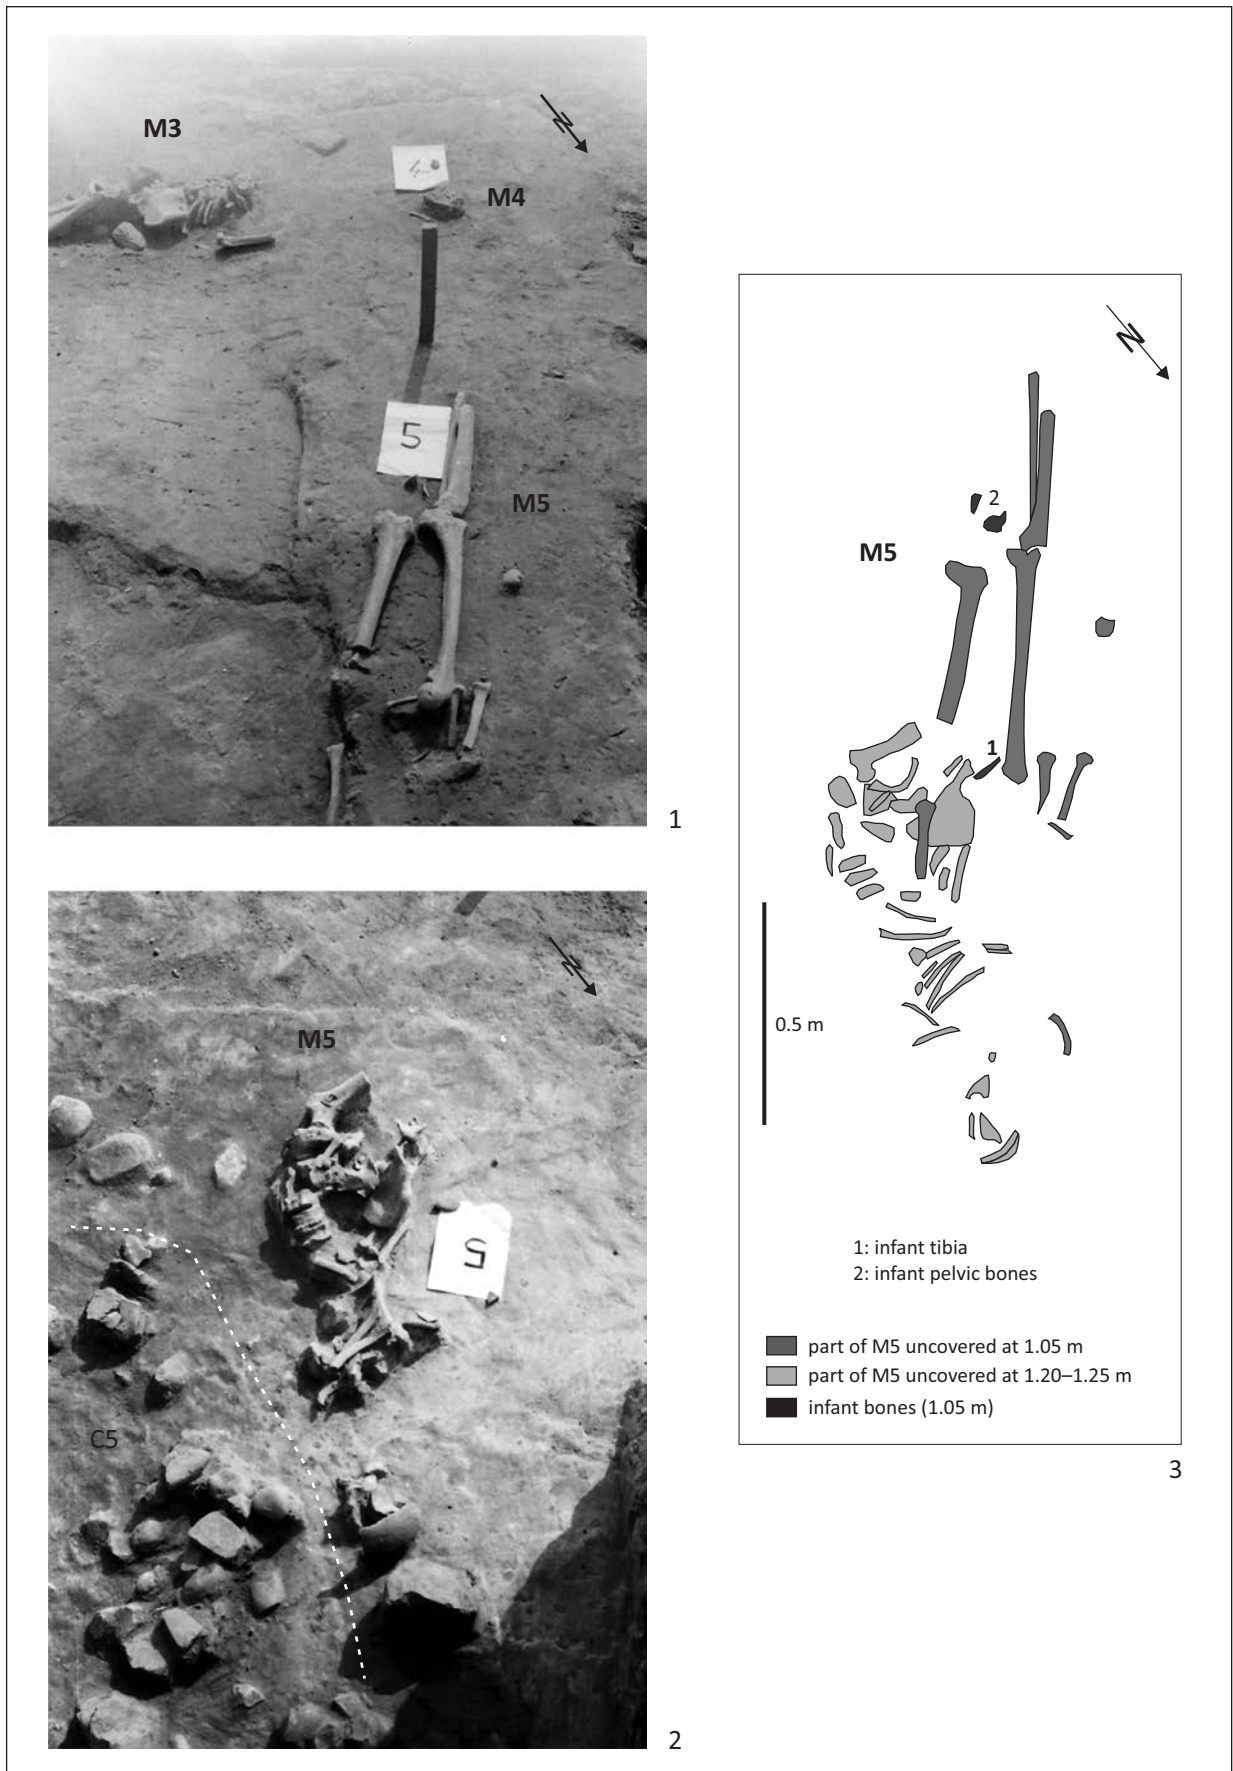 M3
N
4
M4
5
M5
1
N
M5
5
C5
2
N
2
M5
1
0.5 m
1: infant tibia
2: infant pelvic bones
part of M5 uncovered at 1.05 m
part of M5 uncovered at 1.20–1.25 m
infant bones (1.05 m)
3